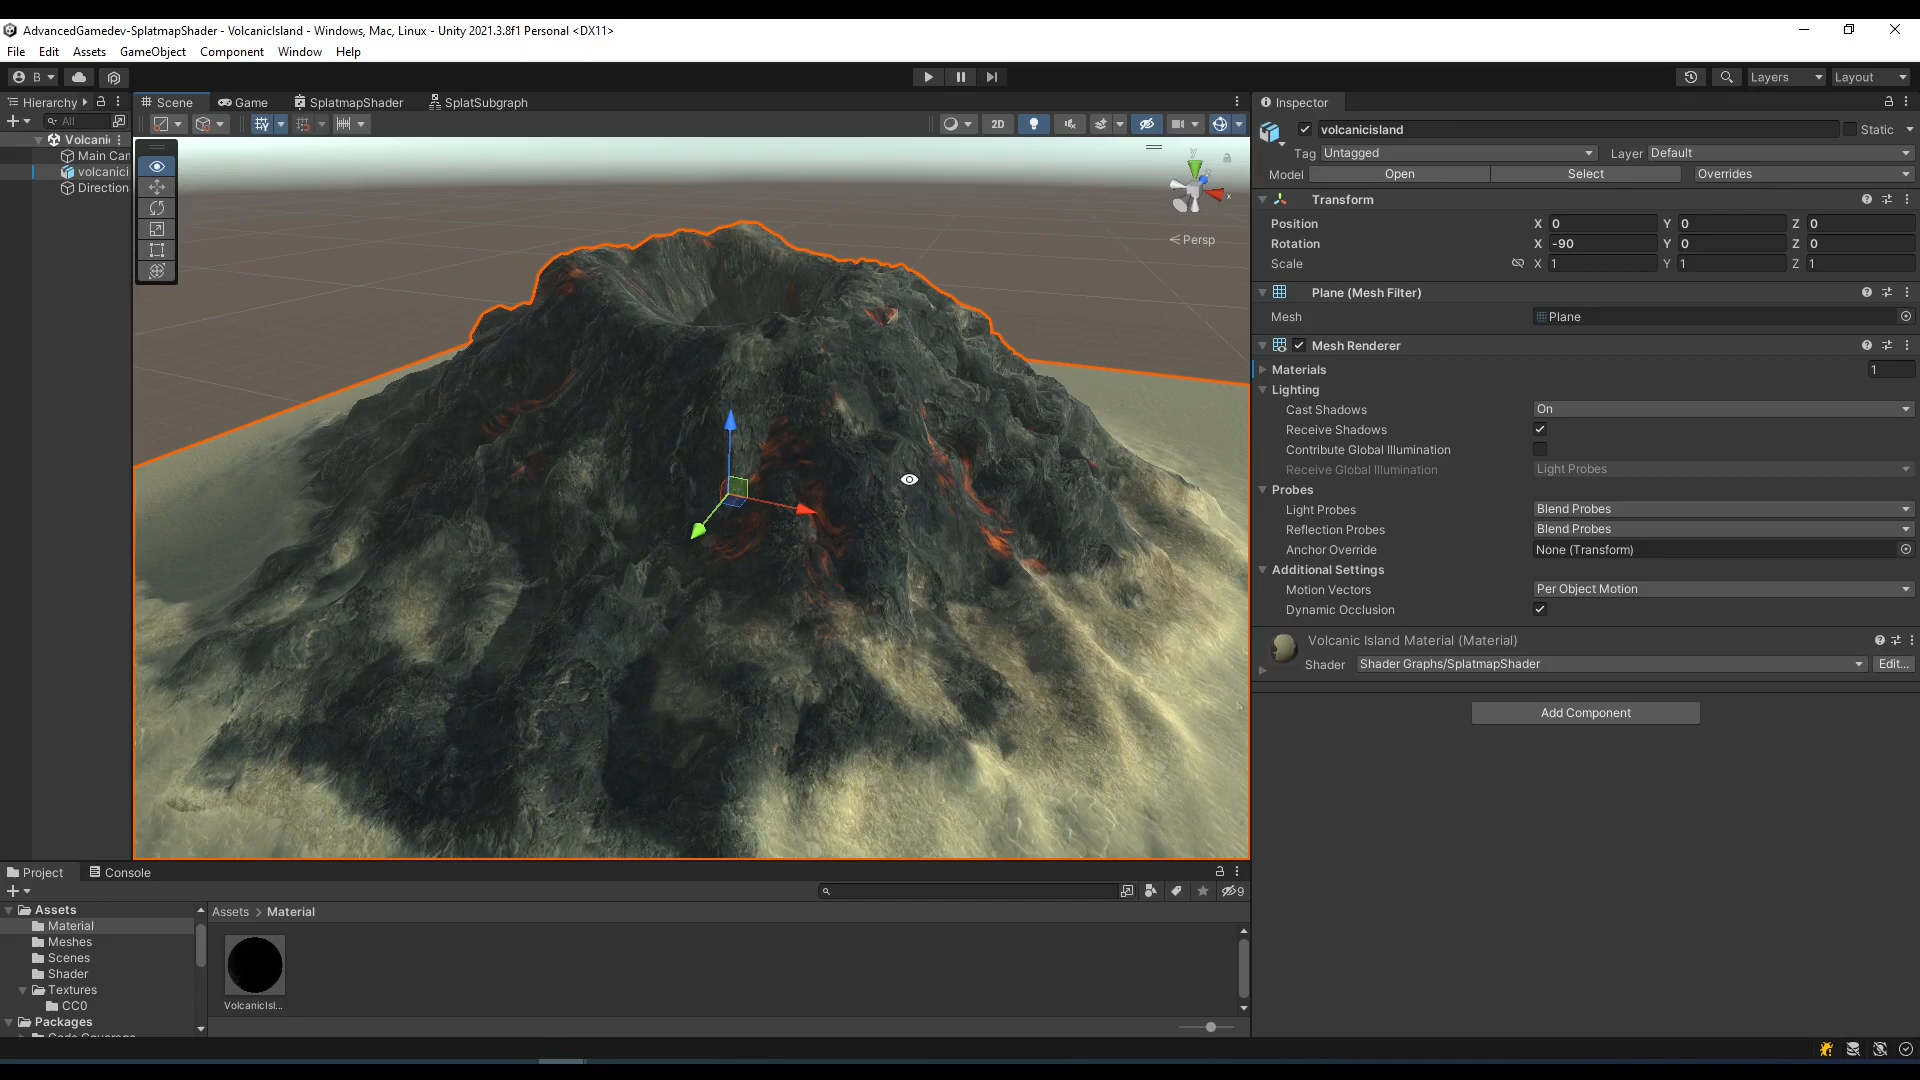 AdvancedGamedev-SplatmapShader - VolcanicIsland - Windows, Mac, Linux - Unity 2021.3.8f1 Personal <DX11>
File Edit Assets GameObject Component Window Help
B Layers Layout
Hierarchy Scene Game SplatmapShader SplatSubgraph Inspector
All 2D
Volcani
Main Can
volcanici
Direction
y
x
Persp
volcanicisland Static
Tag Untagged Layer Default
Model Open Select Overrides
Transform
Position X 0 Y 0 Z 0
Rotation X -90 Y 0 Z 0
Scale X 1 Y 1 Z 1
Plane (Mesh Filter)
Mesh Plane
Mesh Renderer
Materials 1
Lighting
Cast Shadows On
Receive Shadows
Contribute Global Illumination
Receive Global Illumination Light Probes
Probes
Light Probes Blend Probes
Reflection Probes Blend Probes
Anchor Override None (Transform)
Additional Settings
Motion Vectors Per Object Motion
Dynamic Occlusion
Volcanic Island Material (Material)
Shader Shader Graphs/SplatmapShader Edit...
Add Component
Project Console
9
Assets
Material
Meshes
Scenes
Shader
Textures
CC0
Packages
Assets > Material
VolcanicIsl...